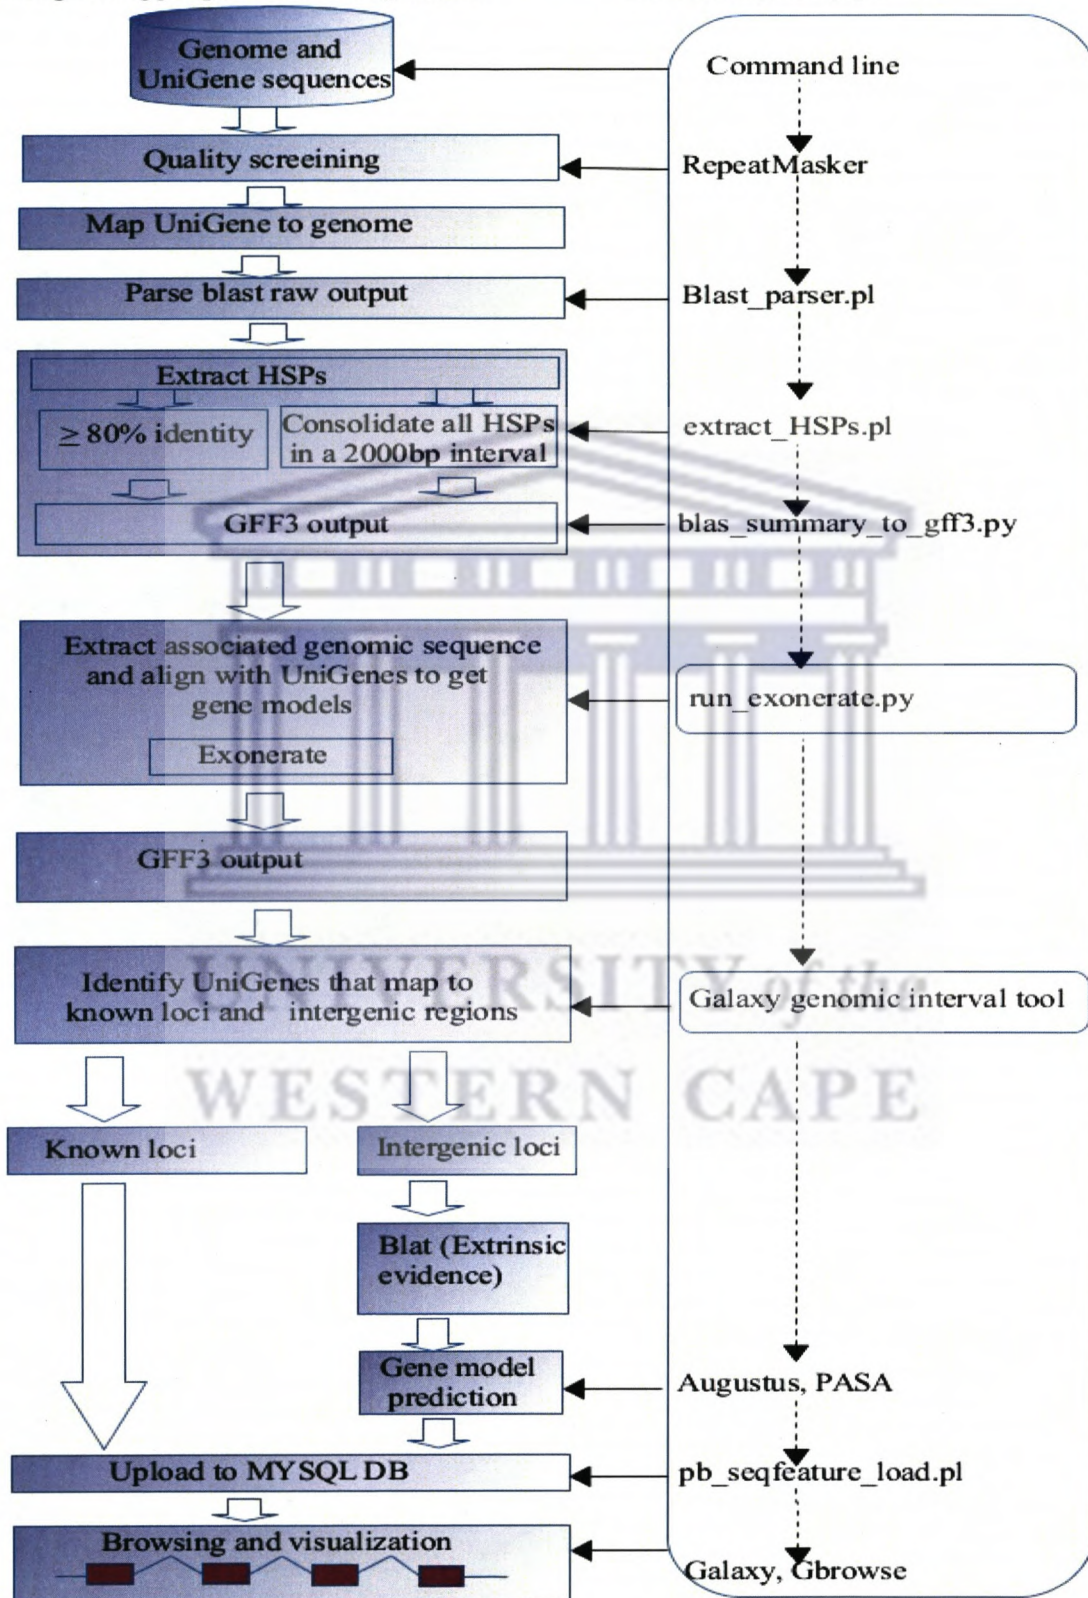 Genome and
UniGene sequences
Command line
Quality screeining
RepeatMasker
Map UniGene to genome
Parse blast raw output
Blast_parser.pl
Extract HSPs
≥ 80% identity
Consolidate all HSPs
in a 2000bp interval
extract_HSPs.pl
GFF3 output
blas_summary_to_gff3.py
Extract associated genomic sequence
and align with UniGenes to get
gene models
run_exonerate.py
Exonerate
GFF3 output
Identify UniGenes that map to
known loci and intergenic regions
Galaxy genomic interval tool
UNIVERSITY of the
WESTERN CAPE
Known loci
Intergenic loci
Blat (Extrinsic
evidence)
Gene model
prediction
Augustus, PASA
Upload to MYSQL DB
pb_seqfeature_load.pl
Browsing and visualization
Galaxy, Gbrowse